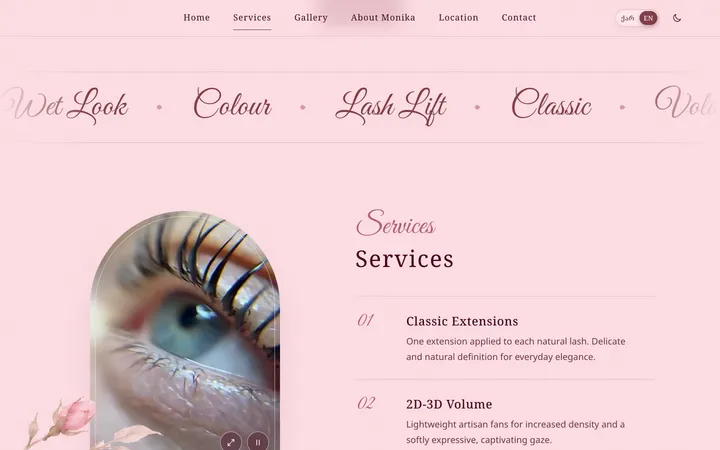 Home Services Gallery About Monika Location Contact ქარ EN
Wet Look Colour Lash Lift Classic
Services
Services
01 Classic Extensions
One extension applied to each natural lash. Delicate
and natural definition for everyday elegance.
02 2D-3D Volume
Lightweight artisan fans for increased density and a
softly expressive, captivating gaze.